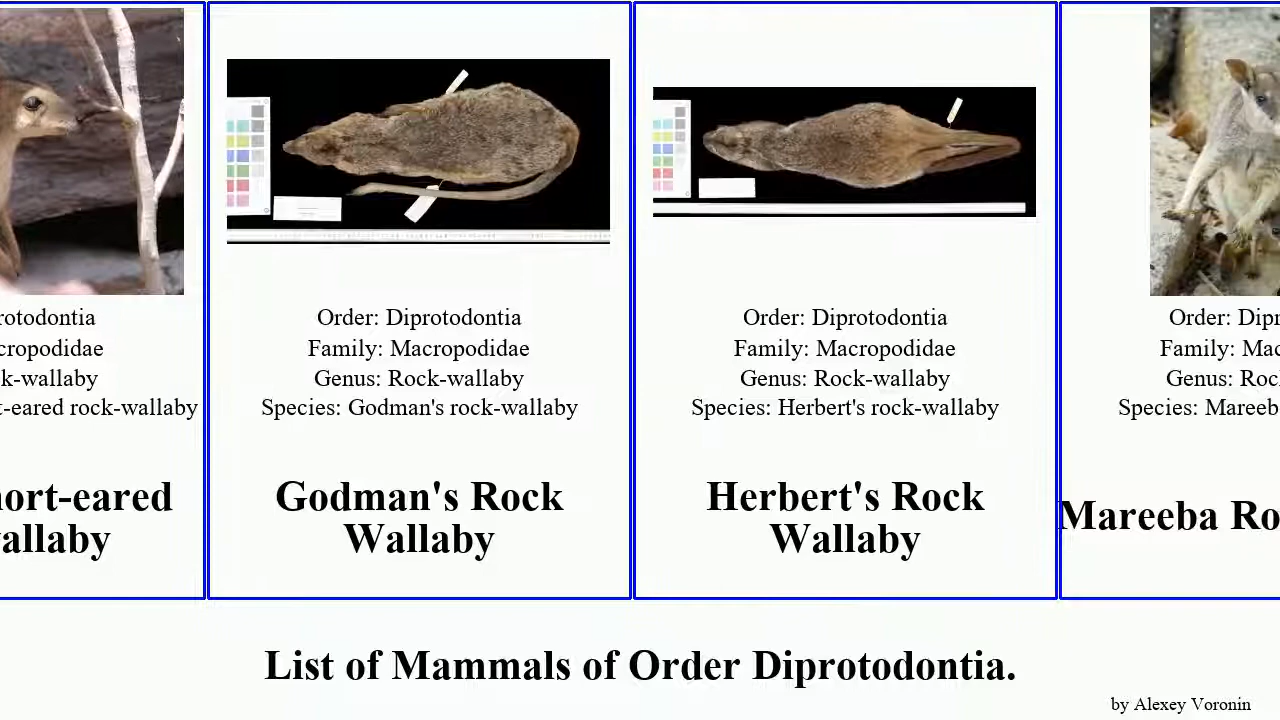 rotodontia
cropodidae
k-wallaby
t-eared rock-wallaby
ort-eared
allaby
Order: Diprotodontia
Family: Macropodidae
Genus: Rock-wallaby
Species: Godman's rock-wallaby
Godman's Rock
Wallaby
Order: Diprotodontia
Family: Macropodidae
Genus: Rock-wallaby
Species: Herbert's rock-wallaby
Herbert's Rock
Wallaby
Order: Dipr
Family: Mac
Genus: Roc
Species: Mareeb
Mareeba Ro
List of Mammals of Order Diprotodontia.
by Alexey Voronin